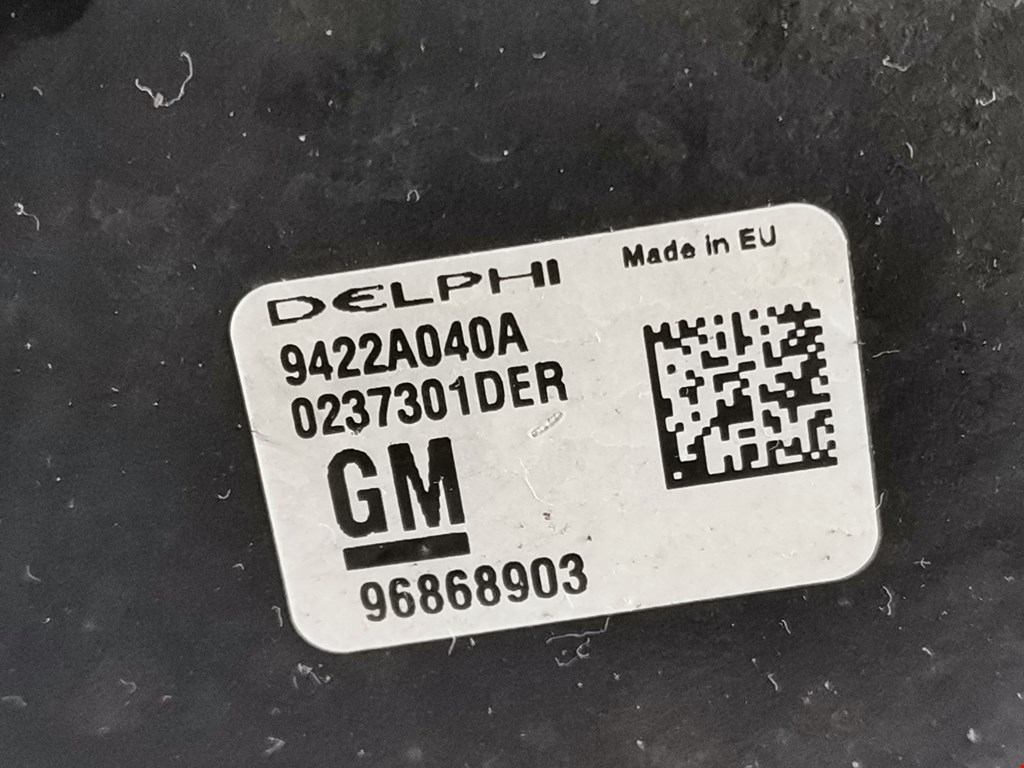 DELPHI
Made in EU
9422A040A
0237301DER
GM
96868903